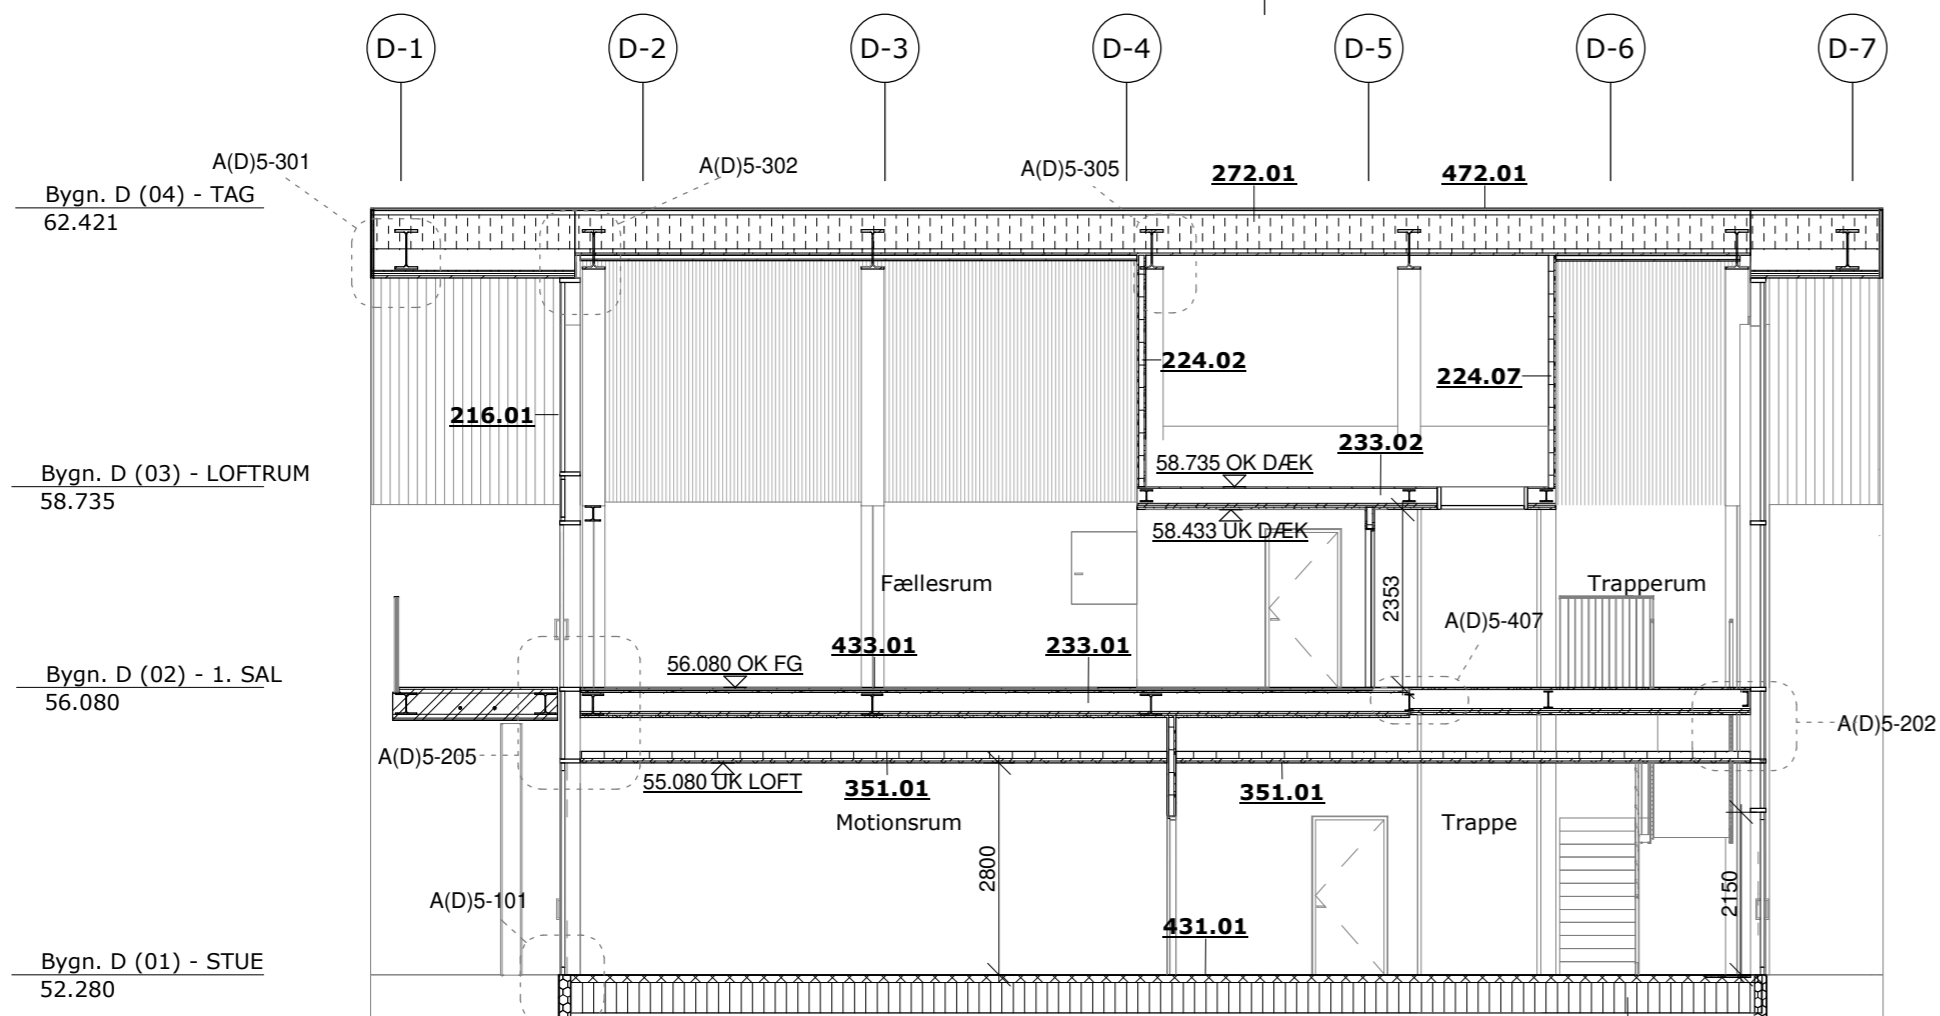 D-1 D-2 D-3 D-4 D-5 D-6 D-7
A(D)5-301
A(D)5-302
A(D)5-305
272.01
472.01
Bygn. D (04) - TAG
62.421
224.02
224.07
216.01
233.02
58.735 OK DÆK
Bygn. D (03) - LOFTRUM
58.735
58.433 UK DÆK
Fællesrum
2353
Trapperum
A(D)5-407
433.01
233.01
56.080 OK FG
Bygn. D (02) - 1. SAL
56.080
A(D)5-202
A(D)5-205
55.080 UK LOFT
351.01
351.01
Motionsrum
Trappe
2800
2150
A(D)5-101
431.01
Bygn. D (01) - STUE
52.280